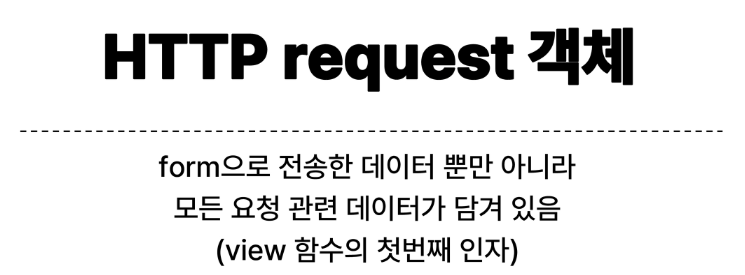 HTTP request 객체
form으로 전송한 데이터 뿐만 아니라
모든 요청 관련 데이터가 담겨 있음
(view 함수의 첫번째 인자)